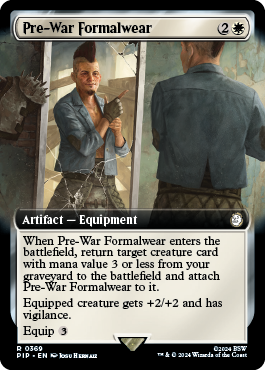 Pre-War Formalwear 2
Artifact — Equipment
When Pre-War Formalwear enters the
battlefield, return target creature card
with mana value 3 or less from your
graveyard to the battlefield and attach
Pre-War Formalwear to it.
Equipped creature gets +2/+2 and has
vigilance.
Equip 3
R 0369 ©2024 BSW
PIP • EN Josu Hernaiz ™ & © 2024 Wizards of the Coast